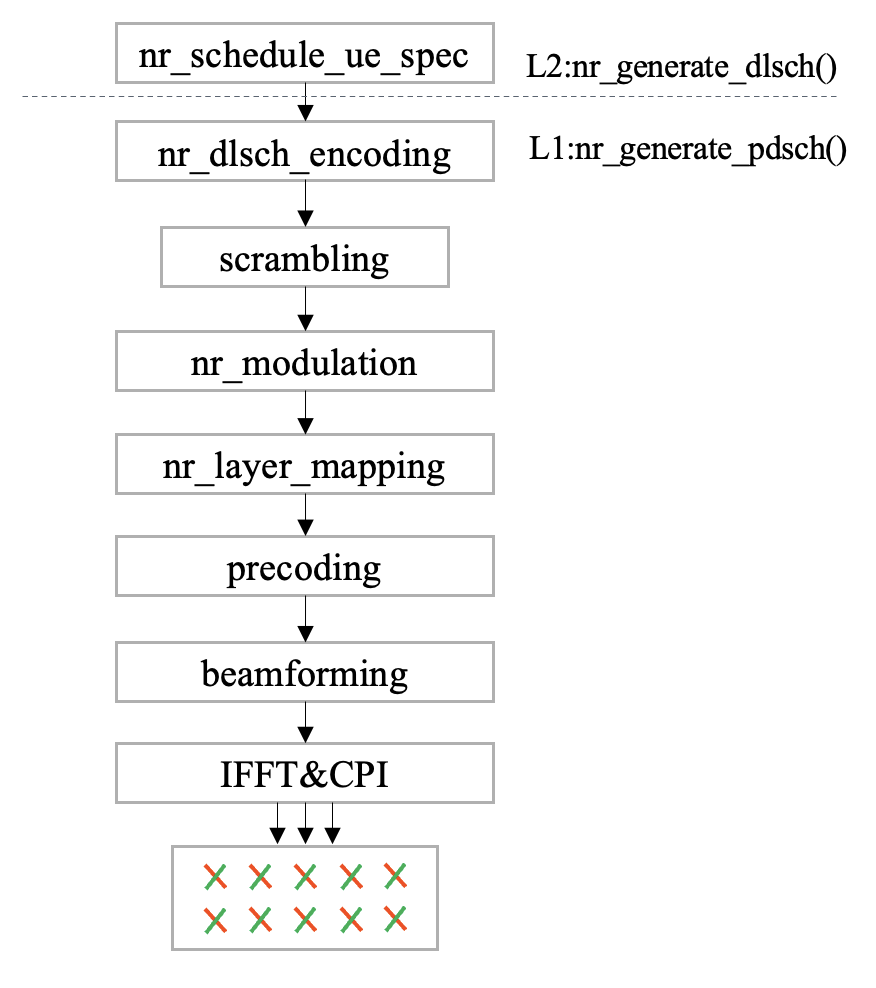 nr_schedule_ue_spec
L2:nr_generate_dlsch()
nr_dlsch_encoding
L1:nr_generate_pdsch()
scrambling
nr_modulation
nr_layer_mapping
precoding
beamforming
IFFT&CPI